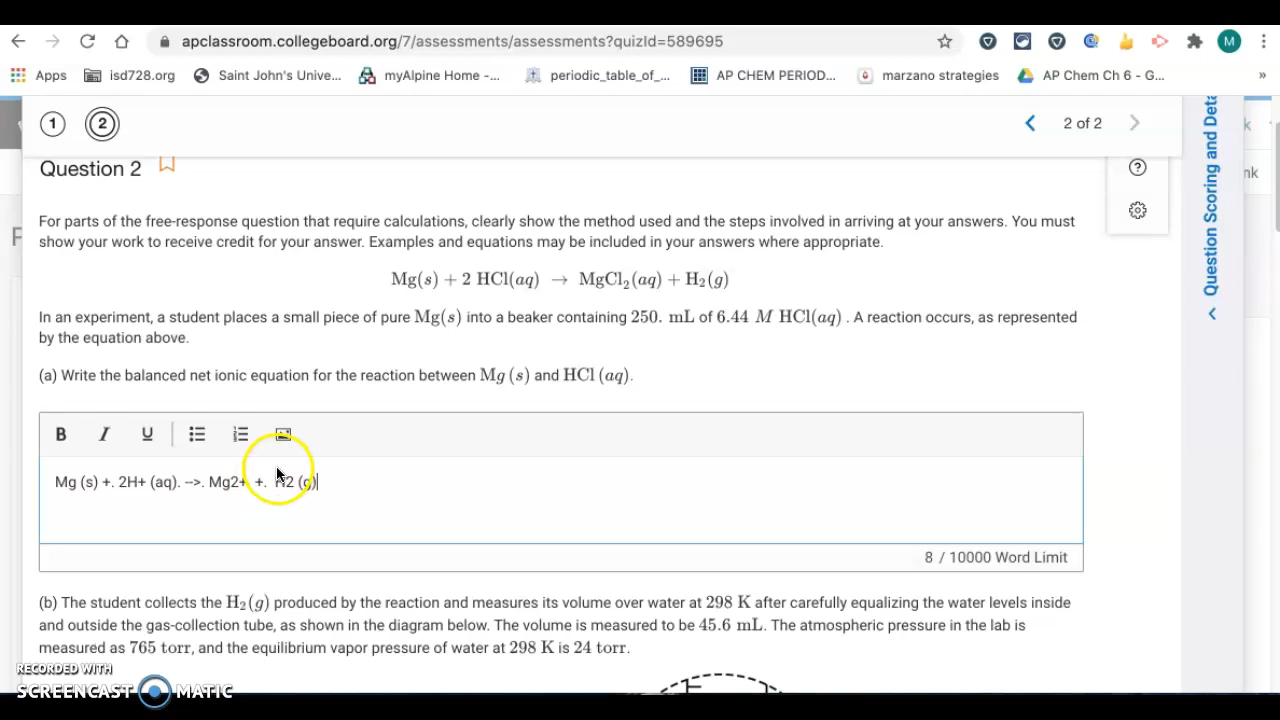 apclassroom.collegeboard.org/7/assessments/assessments?quizId=589695
M
Apps isd728.org Saint John's Unive... myAlpine Home -... periodic_table_of_... AP CHEM PERIOD... marzano strategies AP Chem Ch 6 - G... »
1 2 2 of 2
Question 2
Question Scoring and Deta
For parts of the free-response question that require calculations, clearly show the method used and the steps involved in arriving at your answers. You must
show your work to receive credit for your answer. Examples and equations may be included in your answers where appropriate.
Mg(s) + 2 HCl(aq) → MgCl₂(aq) + H₂(g)
In an experiment, a student places a small piece of pure Mg(s) into a beaker containing 250. mL of 6.44 M HCl(aq) . A reaction occurs, as represented
by the equation above.
(a) Write the balanced net ionic equation for the reaction between Mg (s) and HCl (aq).
B I U
Mg (s) +. 2H+ (aq). -->. Mg2+ +. H2 (g)
8 / 10000 Word Limit
(b) The student collects the H₂(g) produced by the reaction and measures its volume over water at 298 K after carefully equalizing the water levels inside
and outside the gas-collection tube, as shown in the diagram below. The volume is measured to be 45.6 mL. The atmospheric pressure in the lab is
measured as 765 torr, and the equilibrium vapor pressure of water at 298 K is 24 torr.
RECORDED WITH
SCREENCAST MATIC